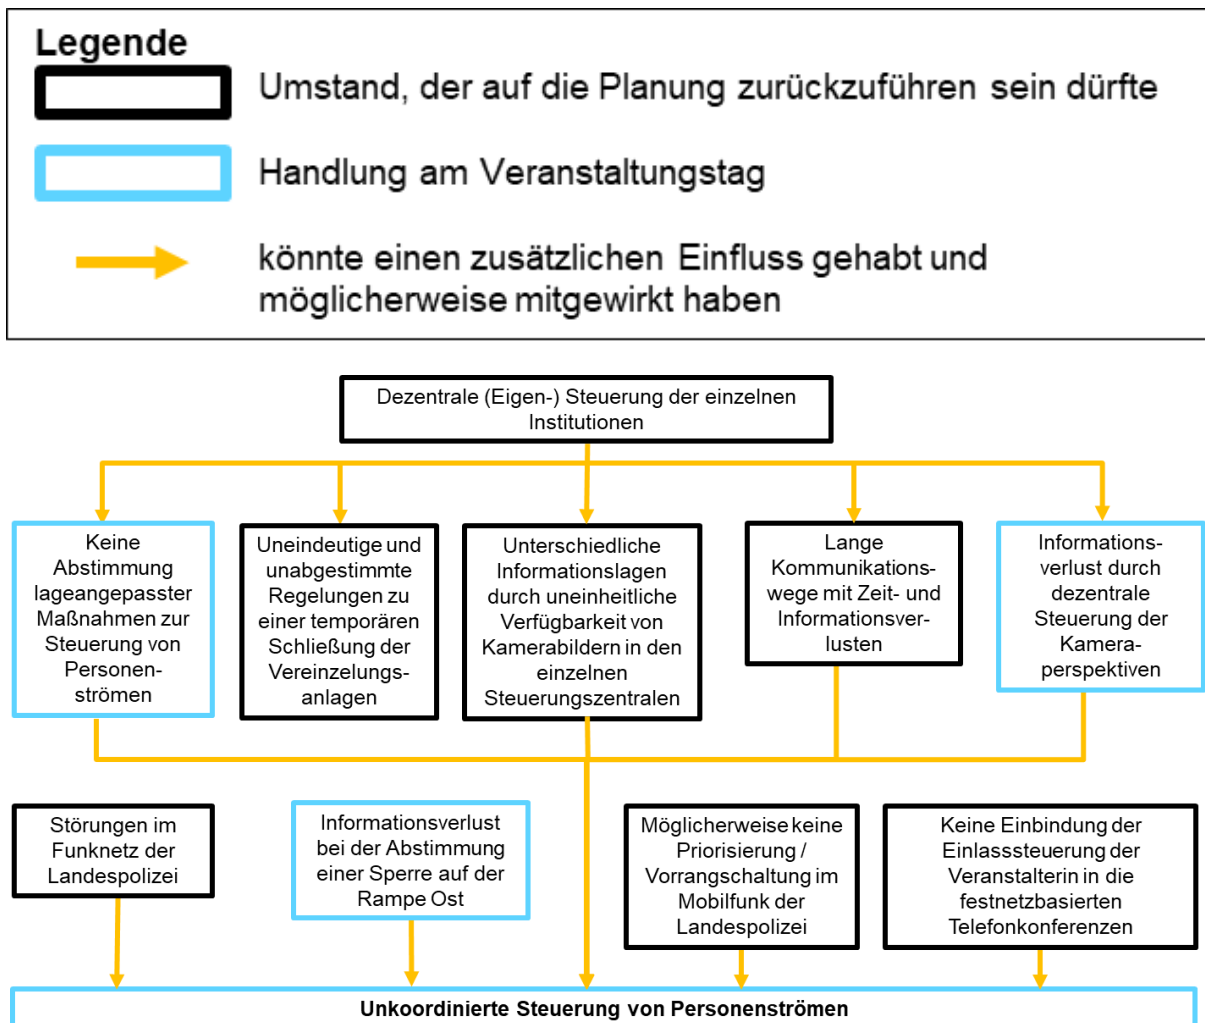 Legende
Umstand, der auf die Planung zurückzuführen sein dürfte
Handlung am Veranstaltungstag
könnte einen zusätzlichen Einfluss gehabt und
möglicherweise mitgewirkt haben
Dezentrale (Eigen-) Steuerung der einzelnen
Institutionen
Keine
Abstimmung
lageangepasster
Maßnahmen zur
Steuerung von
Personen-
strömen
Uneindeutige und
unabgestimmte
Regelungen zu
einer temporären
Schließung der
Vereinzelungs-
anlagen
Unterschiedliche
Informationslagen
durch uneinheitliche
Verfügbarkeit von
Kamerabildern in den
einzelnen
Steuerungszentralen
Lange
Kommunikations-
wege mit Zeit- und
Informationsver-
lusten
Informations-
verlust durch
dezentrale
Steuerung der
Kamera-
perspektiven
Störungen im
Funknetz der
Landespolizei
Informationsverlust
bei der Abstimmung
einer Sperre auf der
Rampe Ost
Möglicherweise keine
Priorisierung /
Vorrangschaltung im
Mobilfunk der
Landespolizei
Keine Einbindung der
Einlasssteuerung der
Veranstalterin in die
festnetzbasierten
Telefonkonferenzen
Unkoordinierte Steuerung von Personenströmen